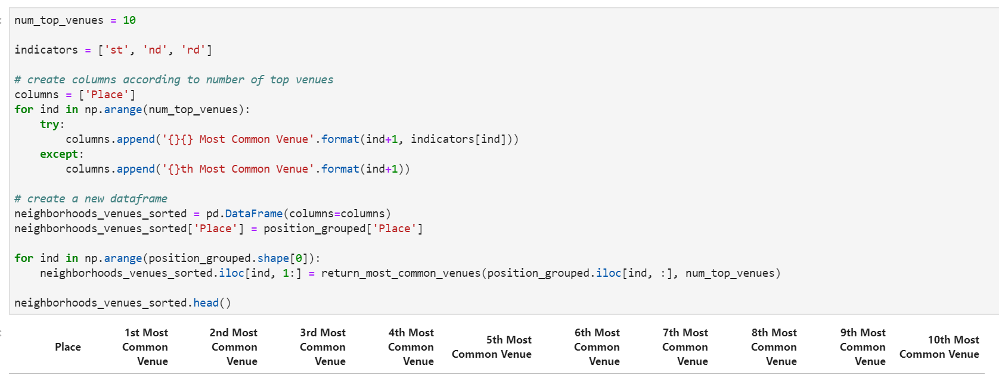 num_top_venues = 10
indicators = ['st', 'nd', 'rd']
# create columns according to number of top venues
columns = ['Place']
for ind in np.arange(num_top_venues):
    try:
        columns.append('{}{} Most Common Venue'.format(ind+1, indicators[ind]))
    except:
        columns.append('{}th Most Common Venue'.format(ind+1))
# create a new dataframe
neighborhoods_venues_sorted = pd.DataFrame(columns=columns)
neighborhoods_venues_sorted['Place'] = position_grouped['Place']
for ind in np.arange(position_grouped.shape[0]):
    neighborhoods_venues_sorted.iloc[ind, 1:] = return_most_common_venues(position_grouped.iloc[ind, :], num_top_venues)
neighborhoods_venues_sorted.head()
Place
1st Most
Common
Venue
2nd Most
Common
Venue
3rd Most
Common
Venue
4th Most
Common
Venue
5th Most
Common Venue
6th Most
Common
Venue
7th Most
Common
Venue
8th Most
Common
Venue
9th Most
Common
Venue
10th Most
Common Venue